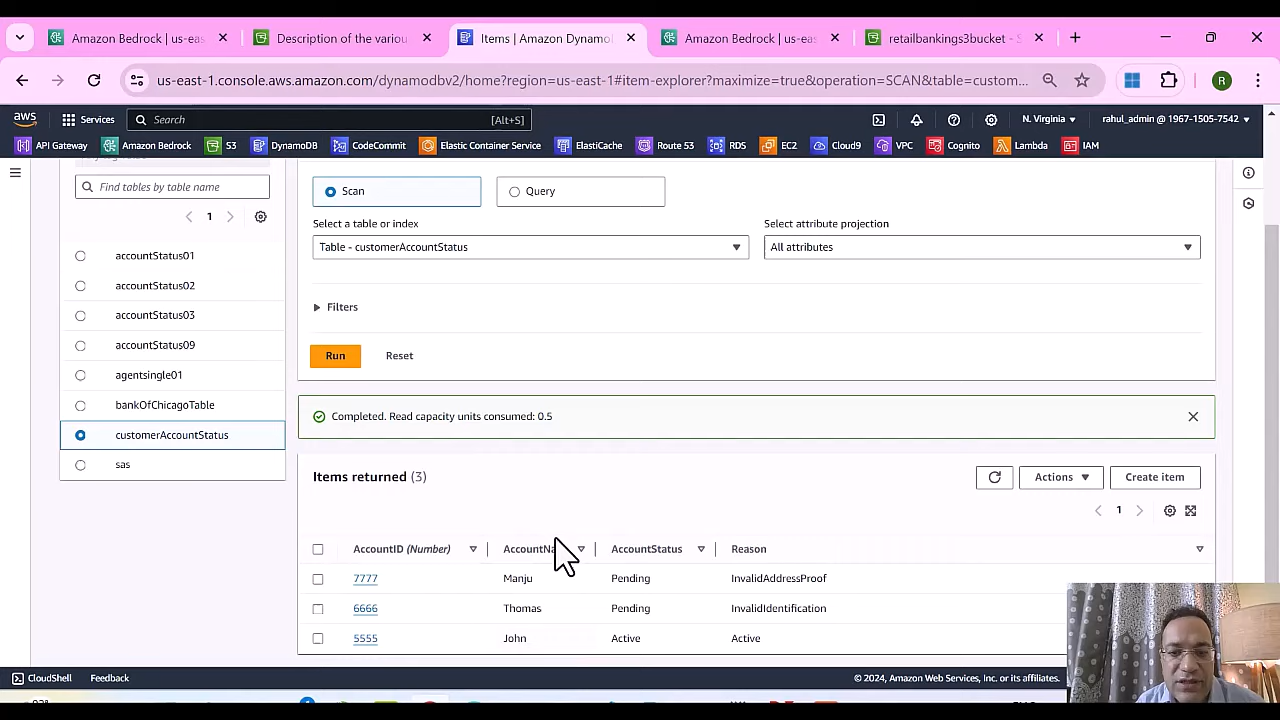 Amazon Bedrock | us-eas
Description of the variou
Items | Amazon Dynamo
Amazon Bedrock | us-eas
retailbankings3bucket - S
us-east-1.console.aws.amazon.com/dynamodbv2/home?region=us-east-1#item-explorer?maximize=true&operation=SCAN&table=custom...
R
aws
Services
Search
[Alt+S]
N. Virginia
rahul_admin @ 1967-1505-7542
API Gateway
Amazon Bedrock
S3
DynamoDB
CodeCommit
Elastic Container Service
ElastiCache
Route 53
RDS
EC2
Cloud9
VPC
Cognito
Lambda
IAM
Find tables by table name
1
accountStatus01
accountStatus02
accountStatus03
accountStatus09
agentsingle01
bankOfChicagoTable
customerAccountStatus
sas
Scan
Query
Select a table or index
Table - customerAccountStatus
Select attribute projection
All attributes
Filters
Run
Reset
Completed. Read capacity units consumed: 0.5
Items returned (3)
Actions
Create item
1
AccountID (Number)
AccountNa
AccountStatus
Reason
7777
Manju
Pending
InvalidAddressProof
6666
Thomas
Pending
InvalidIdentification
5555
John
Active
Active
CloudShell
Feedback
© 2024, Amazon Web Services, Inc. or its affiliates.